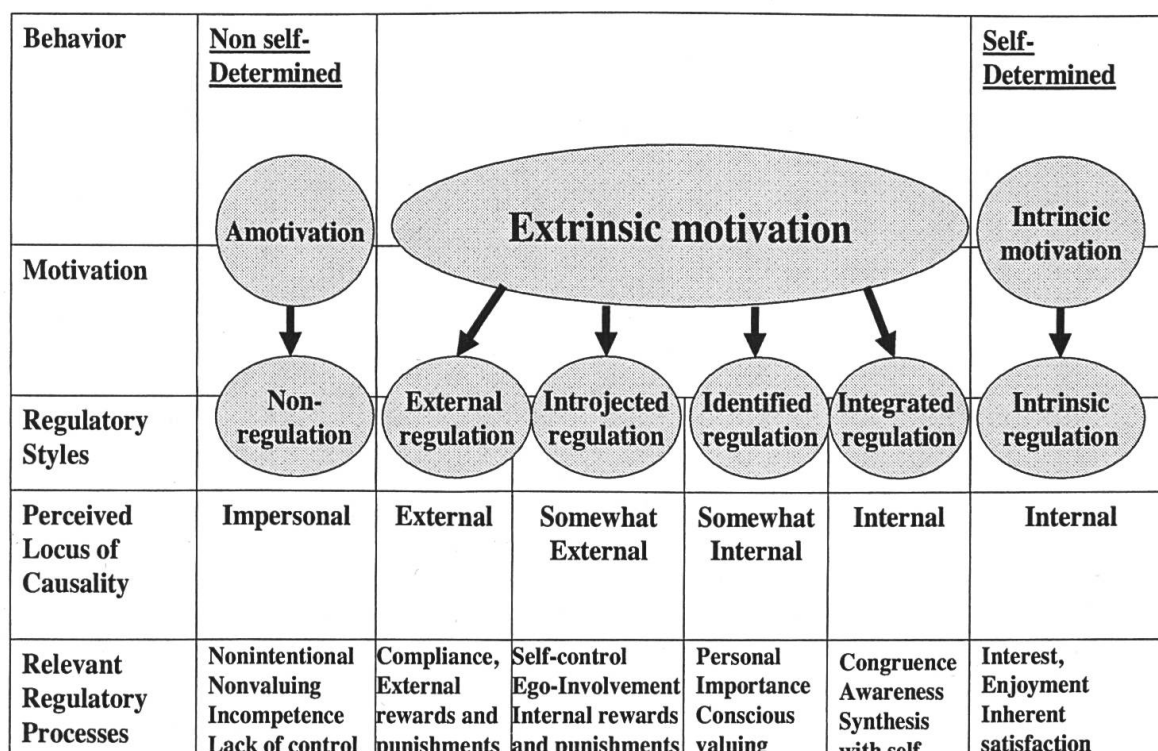 Behavior
Non self-
Determined
Self-
Determined
Amotivation
Extrinsic motivation
Intrincic
motivation
Motivation
Non-
regulation
External
regulation
Introjected
regulation
Identified
regulation
Integrated
regulation
Intrinsic
regulation
Regulatory
Styles
Perceived
Locus of
Causality
Impersonal
External
Somewhat
External
Somewhat
Internal
Internal
Internal
Relevant
Regulatory
Processes
Nonintentional
Nonvaluing
Incompetence
Lack of control
Compliance,
External
rewards and
punishments
Self-control
Ego-Involvement
Internal rewards
and punishments
Personal
Importance
Conscious
valuing
Congruence
Awareness
Synthesis
with self
Interest,
Enjoyment
Inherent
satisfaction